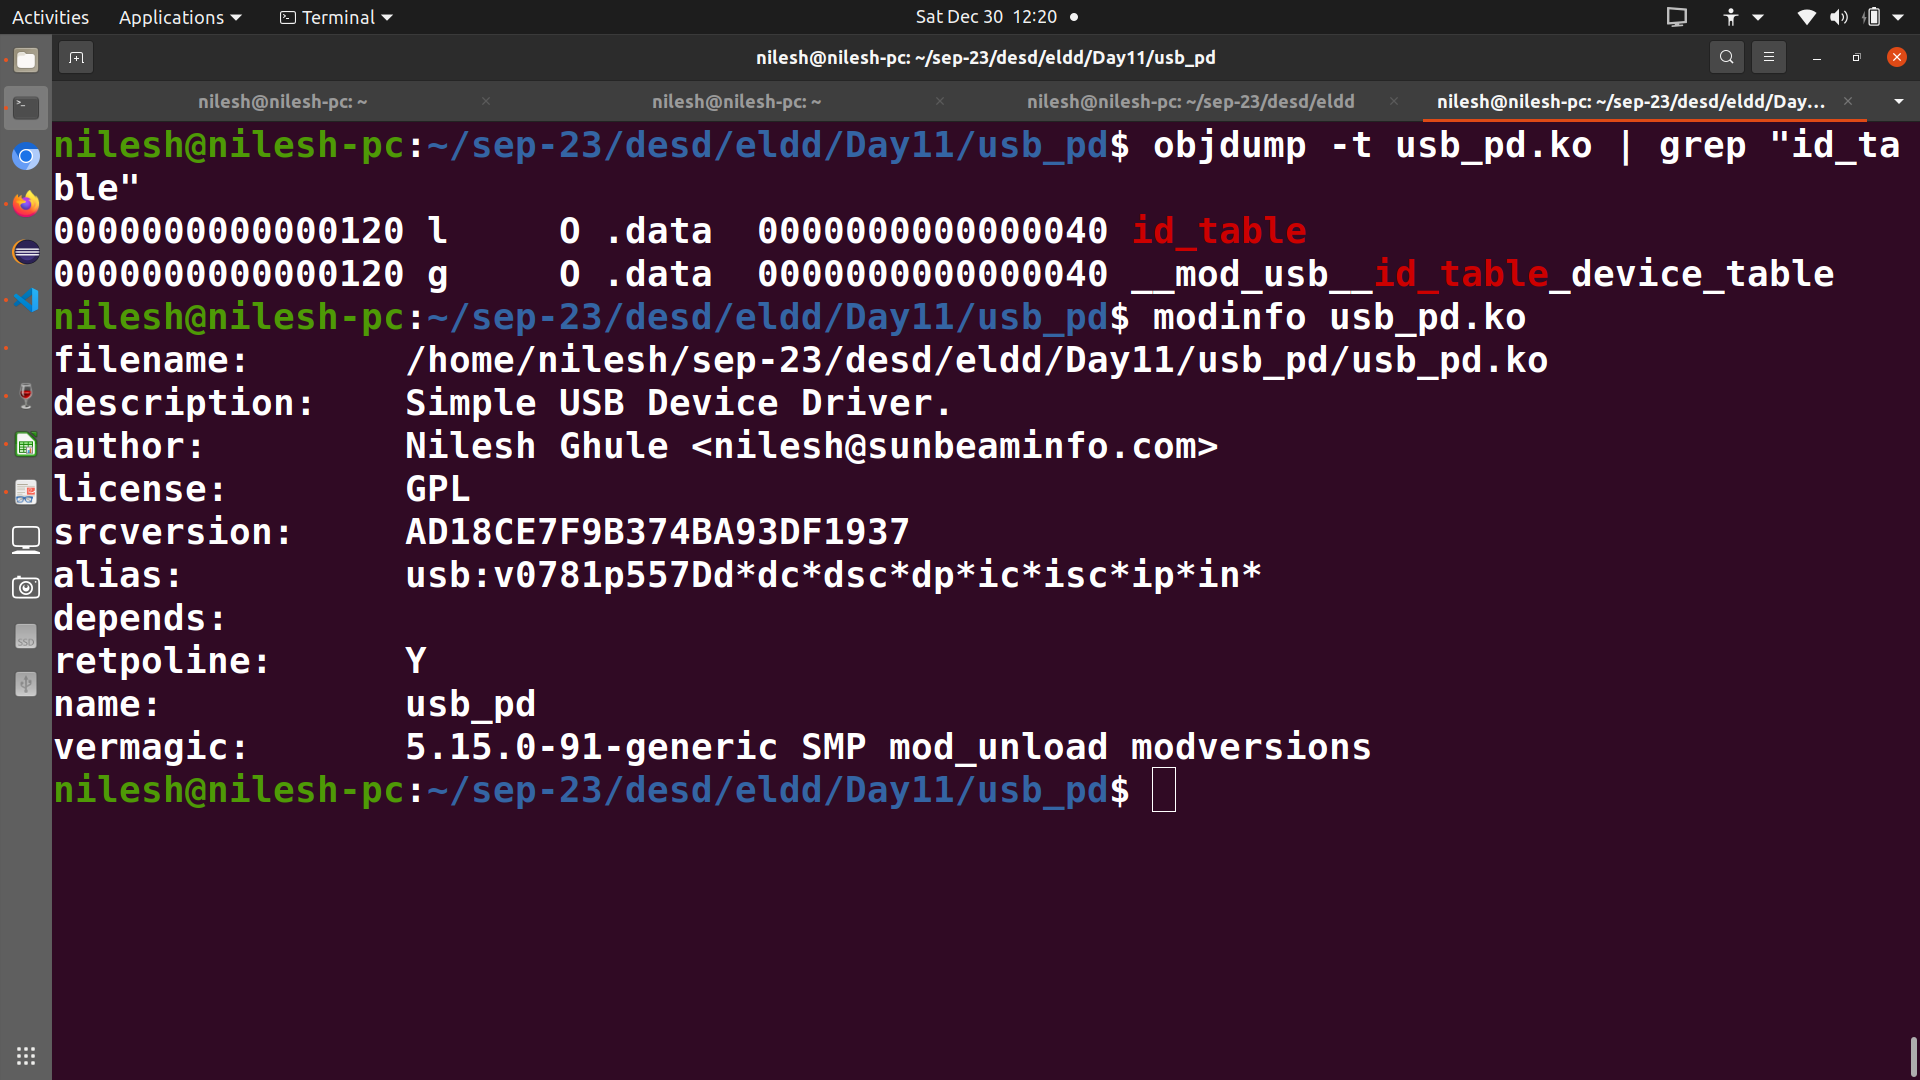 Activities Applications Terminal Sat Dec 30 12:20
nilesh@nilesh-pc: ~/sep-23/desd/eldd/Day11/usb_pd
nilesh@nilesh-pc: ~ nilesh@nilesh-pc: ~ nilesh@nilesh-pc: ~/sep-23/desd/eldd nilesh@nilesh-pc: ~/sep-23/desd/eldd/Day...
nilesh@nilesh-pc:~/sep-23/desd/eldd/Day11/usb_pd$ objdump -t usb_pd.ko | grep "id_ta
ble"
0000000000000120 l     O .data  0000000000000040 id_table
0000000000000120 g     O .data  0000000000000040 __mod_usb__id_table_device_table
nilesh@nilesh-pc:~/sep-23/desd/eldd/Day11/usb_pd$ modinfo usb_pd.ko
filename:       /home/nilesh/sep-23/desd/eldd/Day11/usb_pd/usb_pd.ko
description:    Simple USB Device Driver.
author:         Nilesh Ghule <nilesh@sunbeaminfo.com>
license:        GPL
srcversion:     AD18CE7F9B374BA93DF1937
alias:          usb:v0781p557Dd*dc*dsc*dp*ic*isc*ip*in*
depends:
retpoline:      Y
name:           usb_pd
vermagic:       5.15.0-91-generic SMP mod_unload modversions
nilesh@nilesh-pc:~/sep-23/desd/eldd/Day11/usb_pd$
SSD